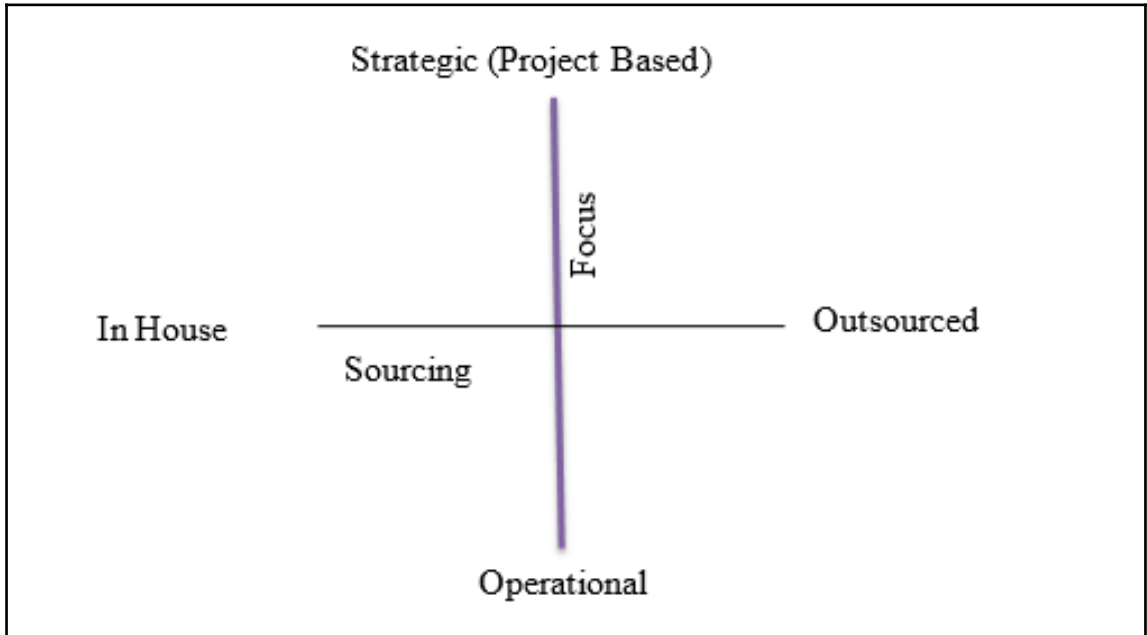 Strategic (Project Based)
Focus
In House
Outsourced
Sourcing
Operational